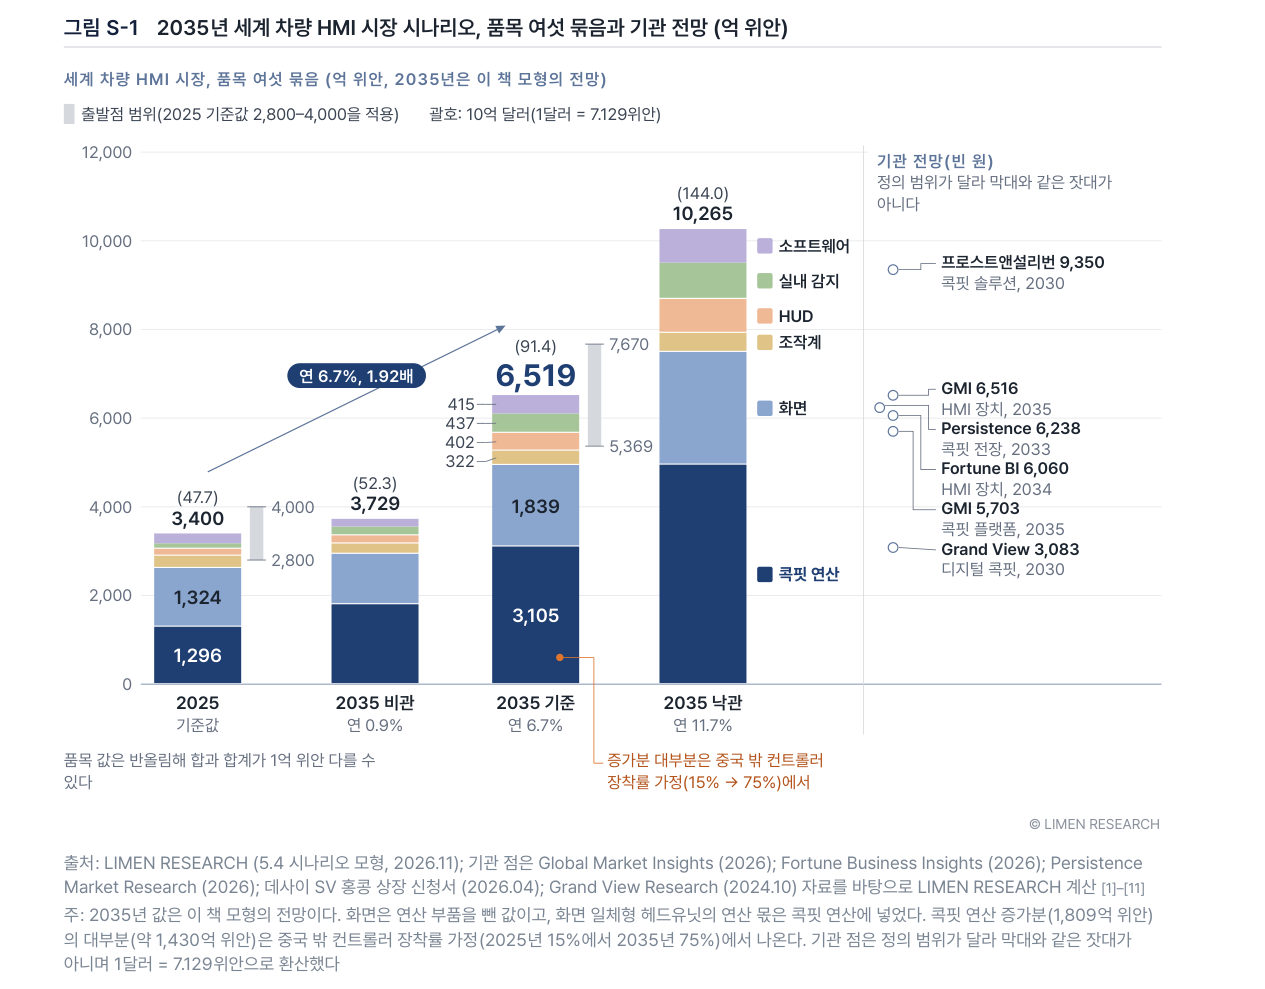 그림 S-1 2035년 세계 차량 HMI 시장 시나리오, 품목 여섯 묶음과 기관 전망 (억 위안)
세계 차량 HMI 시장, 품목 여섯 묶음 (억 위안, 2035년은 이 책 모형의 전망)
출발점 범위(2025 기준값 2,800–4,000을 적용) 괄호: 10억 달러(1달러 = 7.129위안)
12,000
10,000
8,000
6,000
4,000
2,000
0
연 6.7%, 1.92배
(47.7)
3,400
1,324
1,296
4,000
2,800
2025
기준값
(52.3)
3,729
2035 비관
연 0.9%
(91.4)
6,519
415
437
402
322
1,839
3,105
7,670
5,369
2035 기준
연 6.7%
(144.0)
10,265
2035 낙관
연 11.7%
소프트웨어
실내 감지
HUD
조작계
화면
콕핏 연산
기관 전망(빈 원)
정의 범위가 달라 막대와 같은 잣대가
아니다
프로스트앤설리번 9,350
콕핏 솔루션, 2030
GMI 6,516
HMI 장치, 2035
Persistence 6,238
콕핏 전장, 2033
Fortune BI 6,060
HMI 장치, 2034
GMI 5,703
콕핏 플랫폼, 2035
Grand View 3,083
디지털 콕핏, 2030
품목 값은 반올림해 합과 합계가 1억 위안 다를 수
있다
증가분 대부분은 중국 밖 컨트롤러
장착률 가정(15% → 75%)에서
© LIMEN RESEARCH
출처: LIMEN RESEARCH (5.4 시나리오 모형, 2026.11); 기관 점은 Global Market Insights (2026); Fortune Business Insights (2026); Persistence
Market Research (2026); 데사이 SV 홍콩 상장 신청서 (2026.04); Grand View Research (2024.10) 자료를 바탕으로 LIMEN RESEARCH 계산 [1]–[11]
주: 2035년 값은 이 책 모형의 전망이다. 화면은 연산 부품을 뺀 값이고, 화면 일체형 헤드유닛의 연산 몫은 콕핏 연산에 넣었다. 콕핏 연산 증가분(1,809억 위안)
의 대부분(약 1,430억 위안)은 중국 밖 컨트롤러 장착률 가정(2025년 15%에서 2035년 75%)에서 나온다. 기관 점은 정의 범위가 달라 막대와 같은 잣대가
아니며 1달러 = 7.129위안으로 환산했다